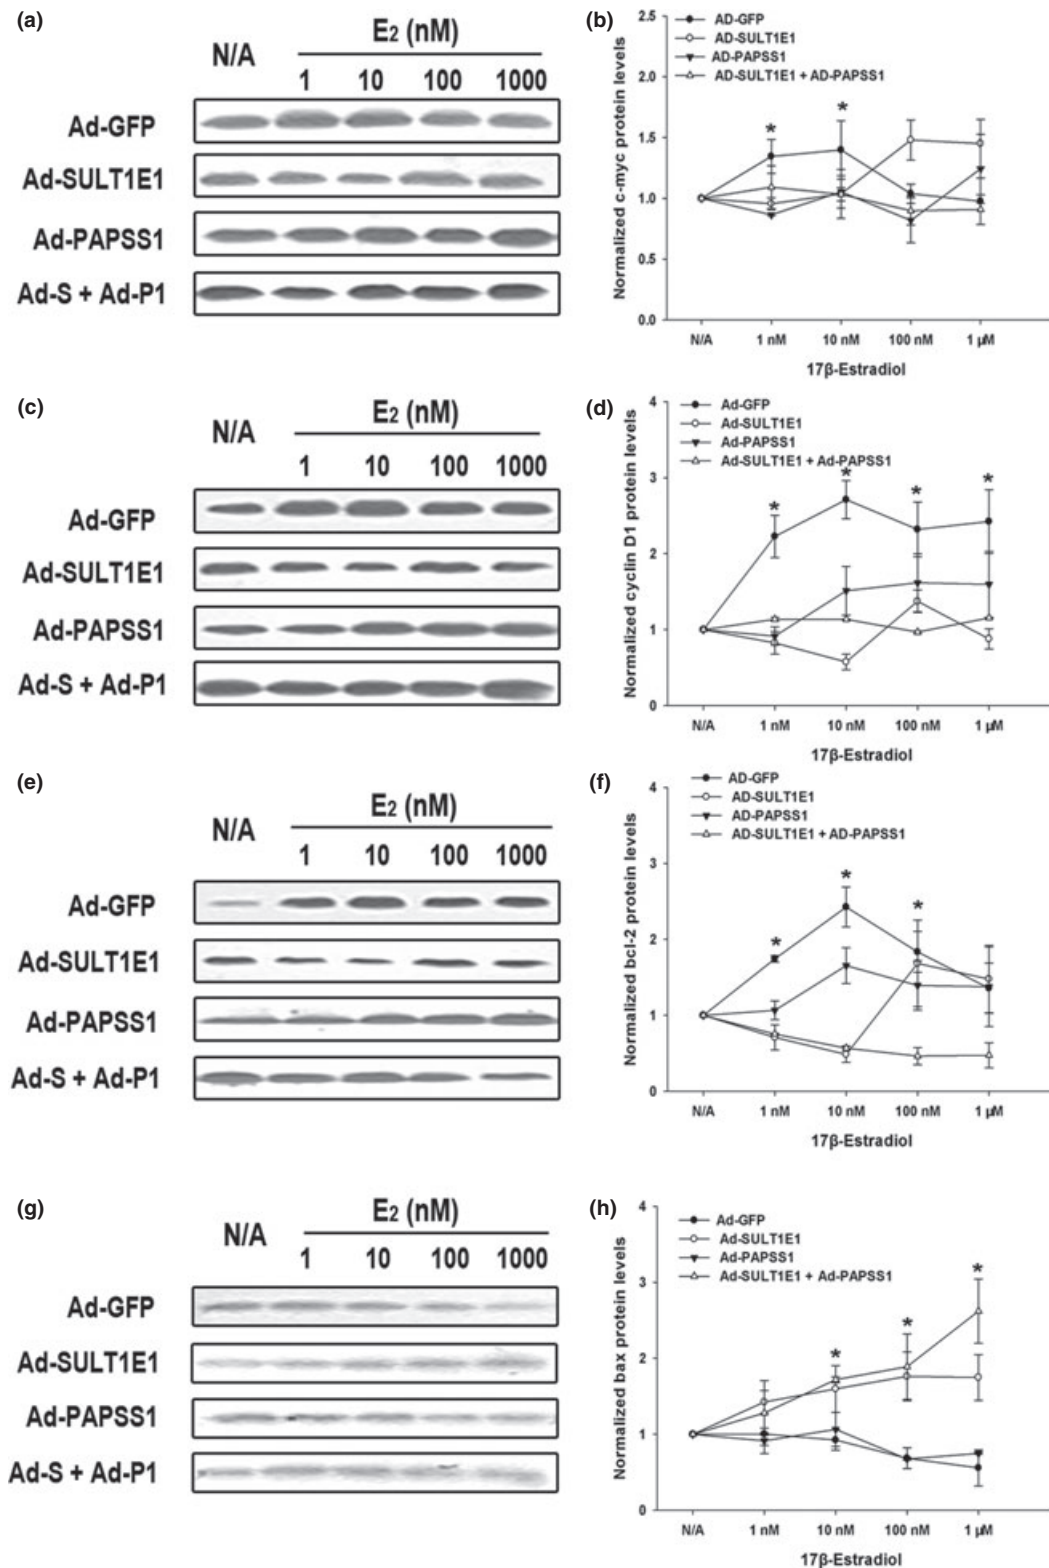 (a)
N/A
E2 (nM)
1 10 100 1000
Ad-GFP
Ad-SULT1E1
Ad-PAPSS1
Ad-S + Ad-P1
(b)
Normalized c-myc protein levels
2.5
2.0
1.5
1.0
0.5
0.0
AD-GFP
AD-SULT1E1
AD-PAPSS1
AD-SULT1E1 + AD-PAPSS1
* *
N/A 1 nM 10 nM 100 nM 1 µM
17β-Estradiol
(c)
N/A
E2 (nM)
1 10 100 1000
Ad-GFP
Ad-SULT1E1
Ad-PAPSS1
Ad-S + Ad-P1
(d)
Normalized cyclin D1 protein levels
4
3
2
1
0
Ad-GFP
Ad-SULT1E1
Ad-PAPSS1
Ad-SULT1E1 + Ad-PAPSS1
* * * *
N/A 1 nM 10 nM 100 nM 1 µM
17β-Estradiol
(e)
N/A
E2 (nM)
1 10 100 1000
Ad-GFP
Ad-SULT1E1
Ad-PAPSS1
Ad-S + Ad-P1
(f)
Normalized bcl-2 protein levels
4
3
2
1
0
AD-GFP
AD-SULT1E1
AD-PAPSS1
AD-SULT1E1 + AD-PAPSS1
* * *
N/A 1 nM 10 nM 100 nM 1 µM
17β-Estradiol
(g)
N/A
E2 (nM)
1 10 100 1000
Ad-GFP
Ad-SULT1E1
Ad-PAPSS1
Ad-S + Ad-P1
(h)
Normalized bax protein levels
4
3
2
1
0
Ad-GFP
Ad-SULT1E1
Ad-PAPSS1
Ad-SULT1E1 + Ad-PAPSS1
* * *
N/A 1 nM 10 nM 100 nM 1 µM
17β-Estradiol